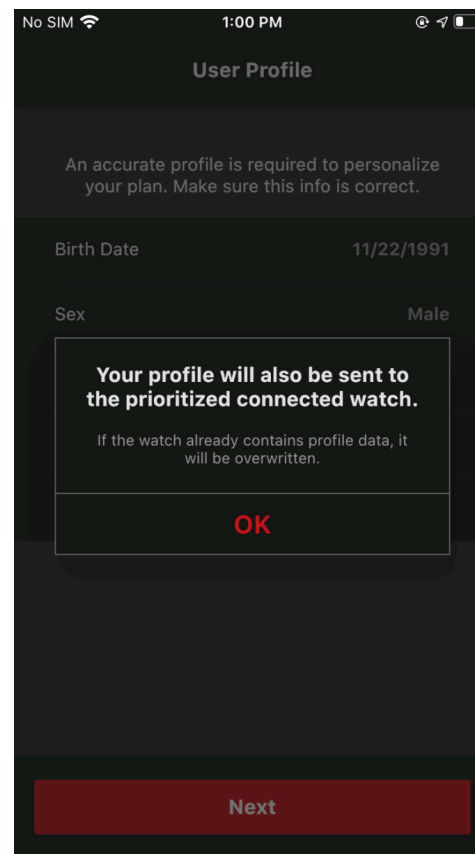 No SIM 1:00 PM
User Profile
An accurate profile is required to personalize
your plan. Make sure this info is correct.
Birth Date 11/22/1991
Sex Male
Your profile will also be sent to
the prioritized connected watch.
If the watch already contains profile data, it
will be overwritten.
OK
Next